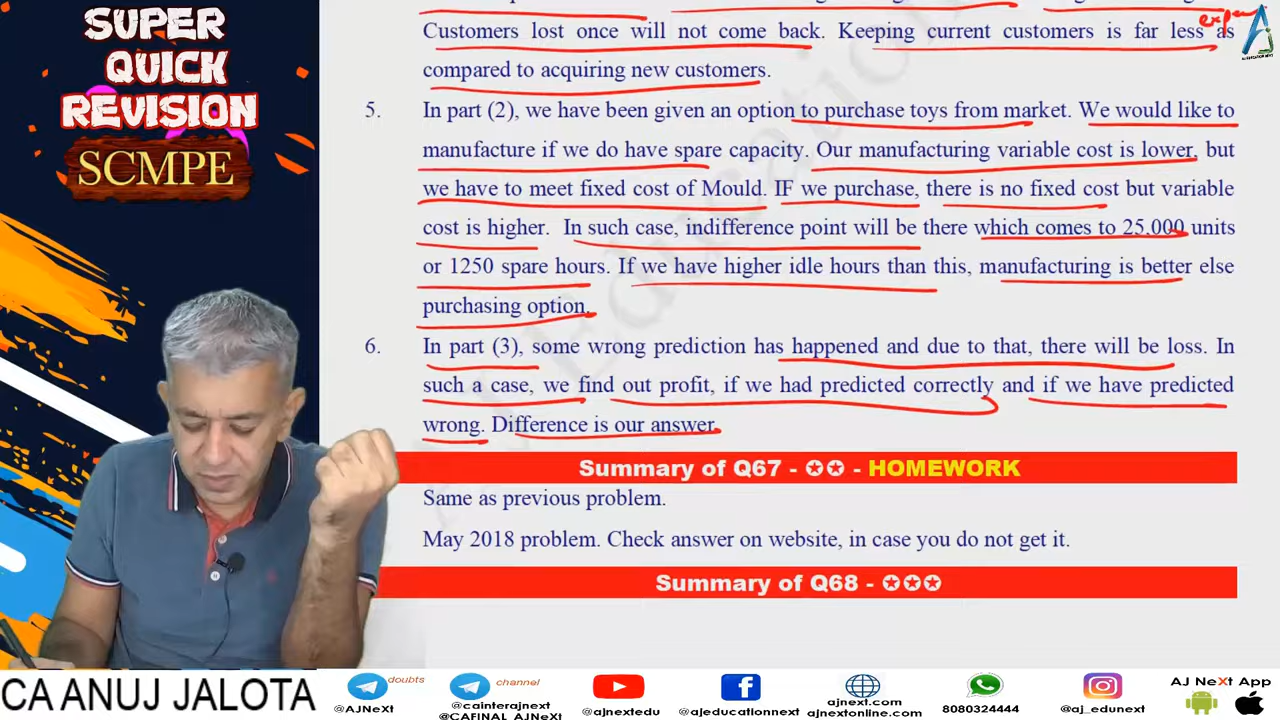 SUPER
QUICK
REVISION
SCMPE
Customers lost once will not come back. Keeping current customers is far less as
compared to acquiring new customers.
5. In part (2), we have been given an option to purchase toys from market. We would like to
manufacture if we do have spare capacity. Our manufacturing variable cost is lower, but
we have to meet fixed cost of Mould. IF we purchase, there is no fixed cost but variable
cost is higher. In such case, indifference point will be there which comes to 25,000 units
or 1250 spare hours. If we have higher idle hours than this, manufacturing is better else
purchasing option.
6. In part (3), some wrong prediction has happened and due to that, there will be loss. In
such a case, we find out profit, if we had predicted correctly and if we have predicted
wrong. Difference is our answer.
Summary of Q67 - ✪✪ - HOMEWORK
Same as previous problem.
May 2018 problem. Check answer on website, in case you do not get it.
Summary of Q68 - ✪✪✪
CA ANUJ JALOTA
doubts
@AJNeXt
channel
@cainterajnext
@CAFINAL_AJNeXt
@ajnextedu
@ajeducationnext
ajnext.com
ajnextonline.com
8080324444
@aj_edunext
AJ NeXt App